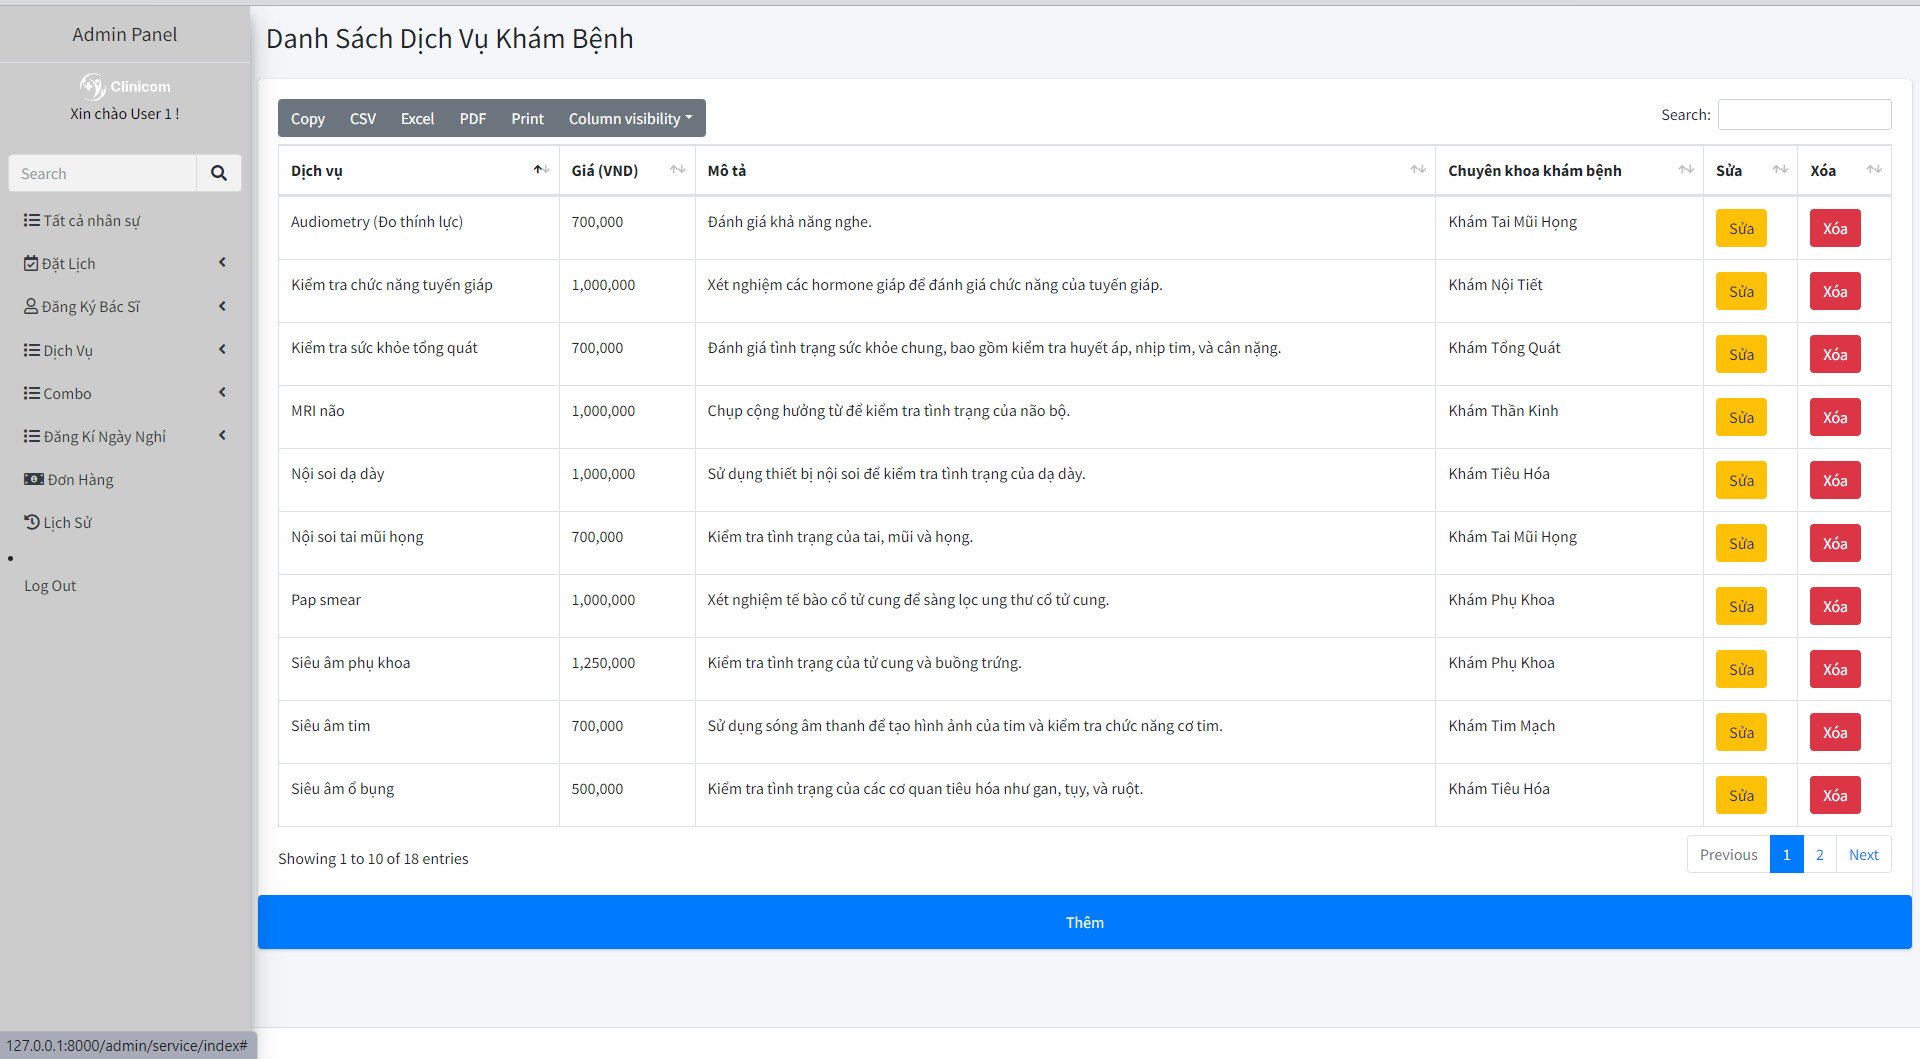 Admin Panel
Clinicom
Xin chào User 1 !
Search
Tất cả nhân sự
Đặt Lịch
Đăng Ký Bác Sĩ
Dịch Vụ
Combo
Đăng Kí Ngày Nghỉ
Đơn Hàng
Lịch Sử
Log Out
Danh Sách Dịch Vụ Khám Bệnh
Copy CSV Excel PDF Print Column visibility
Search:
Dịch vụ Giá (VND) Mô tả Chuyên khoa khám bệnh Sửa Xóa
Audiometry (Đo thính lực) 700,000 Đánh giá khả năng nghe. Khám Tai Mũi Họng Sửa Xóa
Kiểm tra chức năng tuyến giáp 1,000,000 Xét nghiệm các hormone giáp để đánh giá chức năng của tuyến giáp. Khám Nội Tiết Sửa Xóa
Kiểm tra sức khỏe tổng quát 700,000 Đánh giá tình trạng sức khỏe chung, bao gồm kiểm tra huyết áp, nhịp tim, và cân nặng. Khám Tổng Quát Sửa Xóa
MRI não 1,000,000 Chụp cộng hưởng từ để kiểm tra tình trạng của não bộ. Khám Thần Kinh Sửa Xóa
Nội soi dạ dày 1,000,000 Sử dụng thiết bị nội soi để kiểm tra tình trạng của dạ dày. Khám Tiêu Hóa Sửa Xóa
Nội soi tai mũi họng 700,000 Kiểm tra tình trạng của tai, mũi và họng. Khám Tai Mũi Họng Sửa Xóa
Pap smear 1,000,000 Xét nghiệm tế bào cổ tử cung để sàng lọc ung thư cổ tử cung. Khám Phụ Khoa Sửa Xóa
Siêu âm phụ khoa 1,250,000 Kiểm tra tình trạng của tử cung và buồng trứng. Khám Phụ Khoa Sửa Xóa
Siêu âm tim 700,000 Sử dụng sóng âm thanh để tạo hình ảnh của tim và kiểm tra chức năng cơ tim. Khám Tim Mạch Sửa Xóa
Siêu âm ổ bụng 500,000 Kiểm tra tình trạng của các cơ quan tiêu hóa như gan, tụy, và ruột. Khám Tiêu Hóa Sửa Xóa
Showing 1 to 10 of 18 entries
Previous 1 2 Next
Thêm
127.0.0.1:8000/admin/service/index#